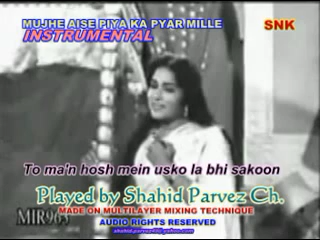 MUJHE AISE PIYA KA PYAR MILLE
SNK
INSTRUMENTAL
To ma'n hosh mein usko la bhi sakoon
Played by Shahid Parvez Ch.
MADE ON MULTILAYER MIXING TECHNIQUE
AUDIO RIGHTS RESERVED